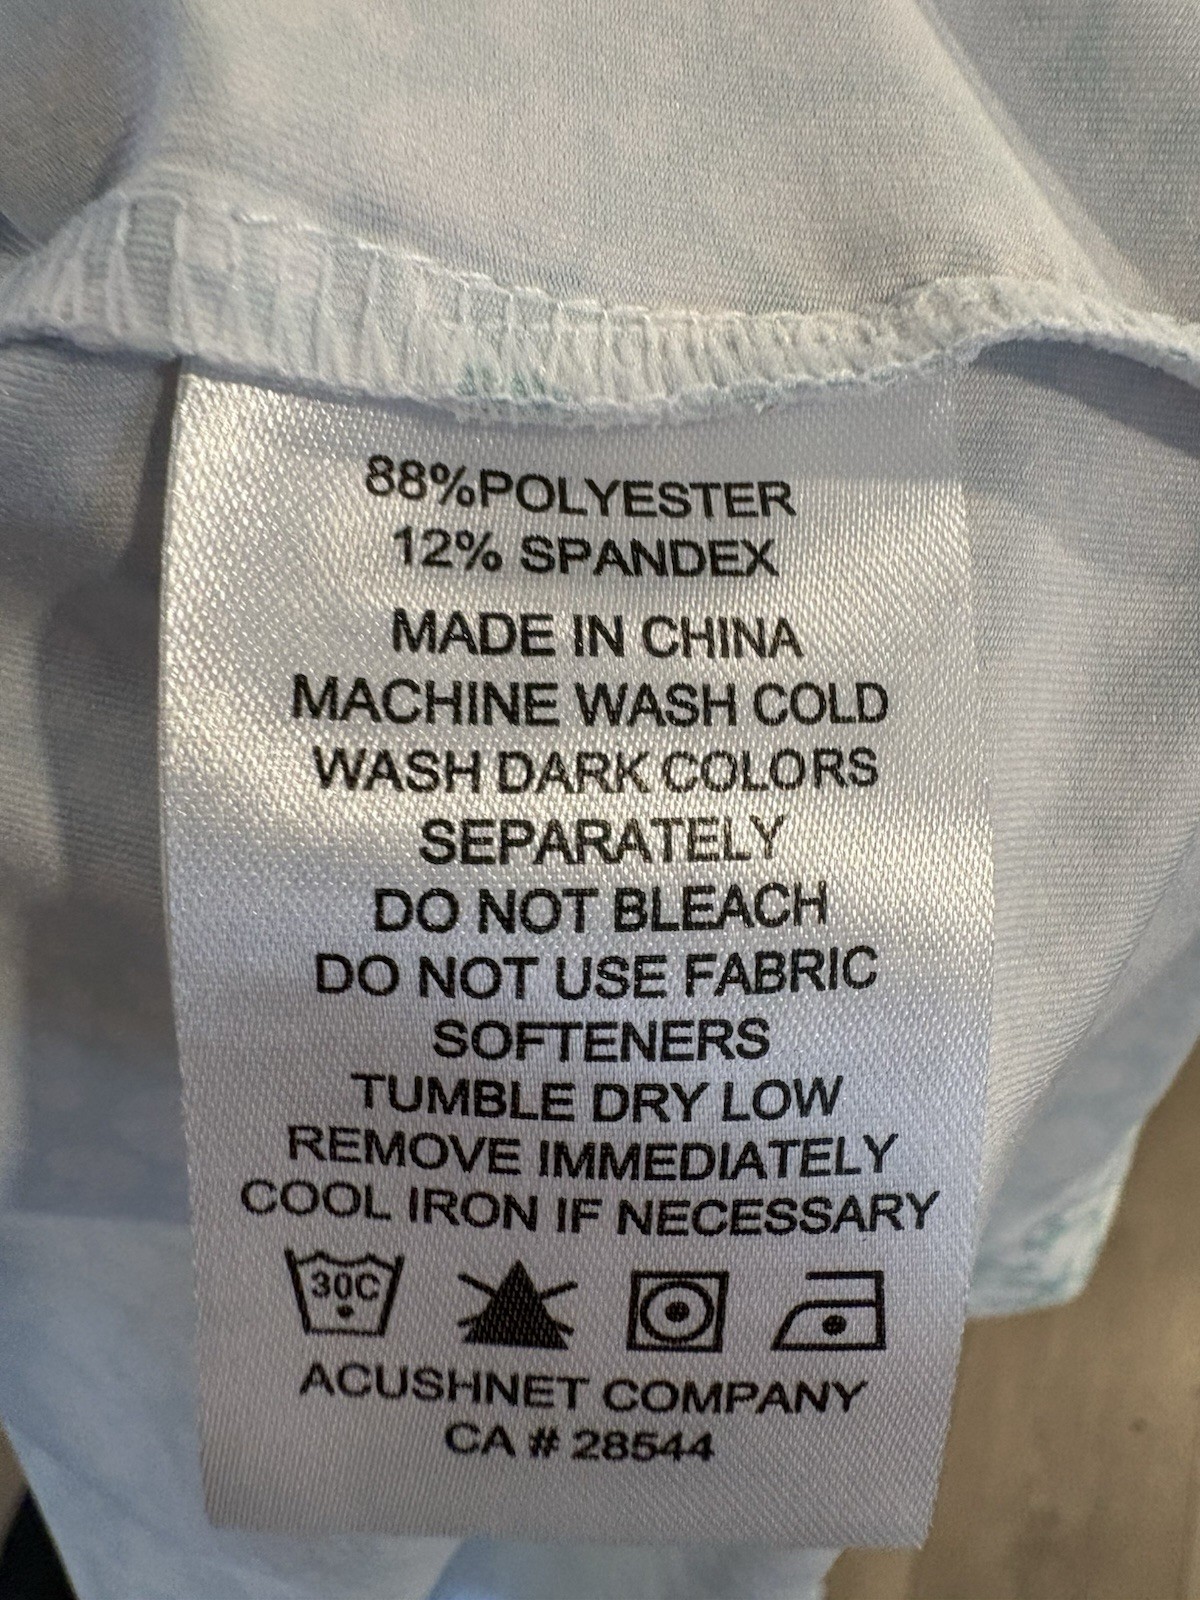 88%POLYESTER
12% SPANDEX
MADE IN CHINA
MACHINE WASH COLD
WASH DARK COLORS
SEPARATELY
DO NOT BLEACH
DO NOT USE FABRIC
SOFTENERS
TUMBLE DRY LOW
REMOVE IMMEDIATELY
COOL IRON IF NECESSARY
30C
ACUSHNET COMPANY
CA # 28544